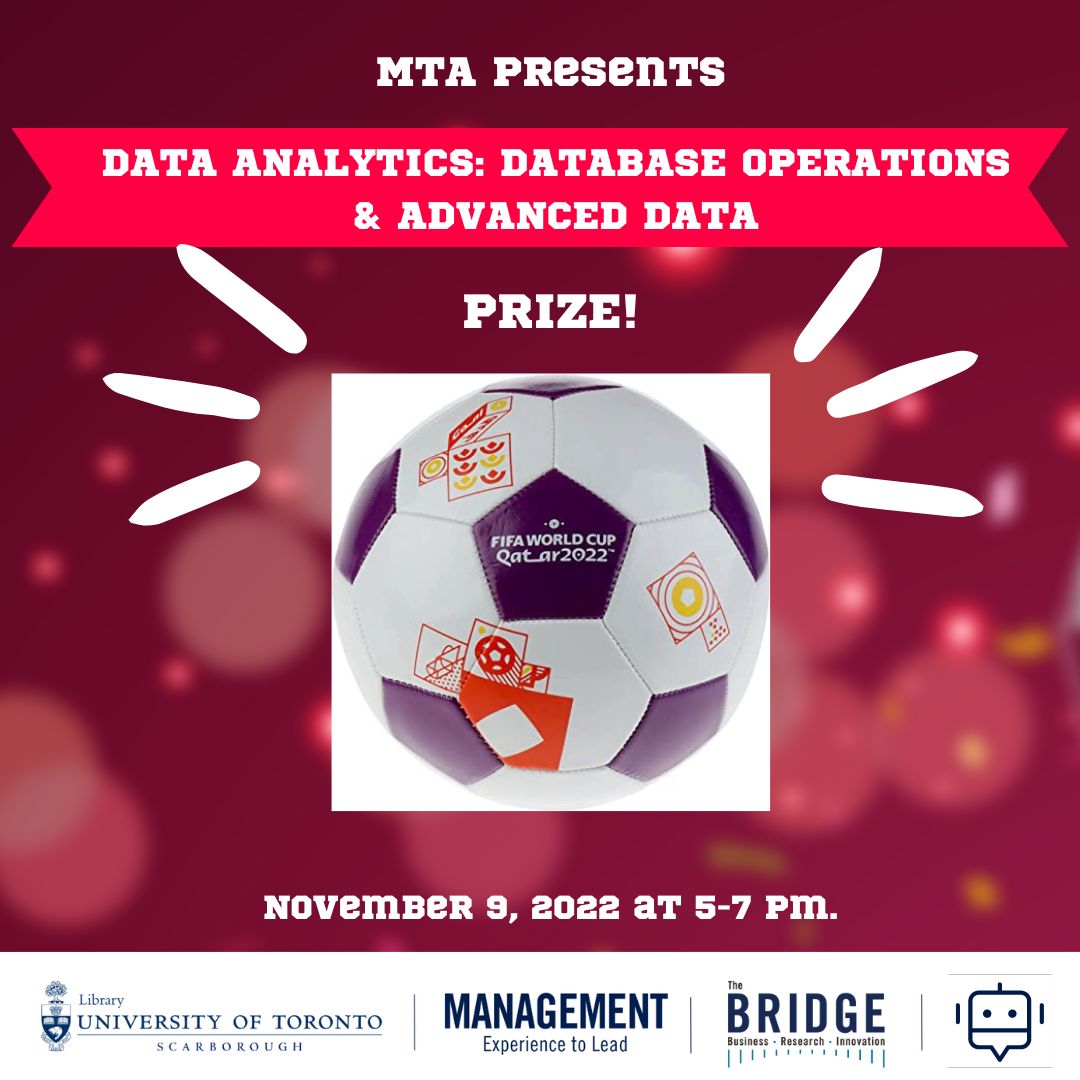 MTA Presents
DATA ANALYTICS: DATABASE OPERATIONS
& ADVANCED DATA
PRIZE!
FIFA WORLD CUP
Qatar2022™
November 9, 2022 at 5-7 Pm.
Library
UNIVERSITY OF TORONTO
SCARBOROUGH
MANAGEMENT
Experience to Lead
The
BRIDGE
Business · Research · Innovation